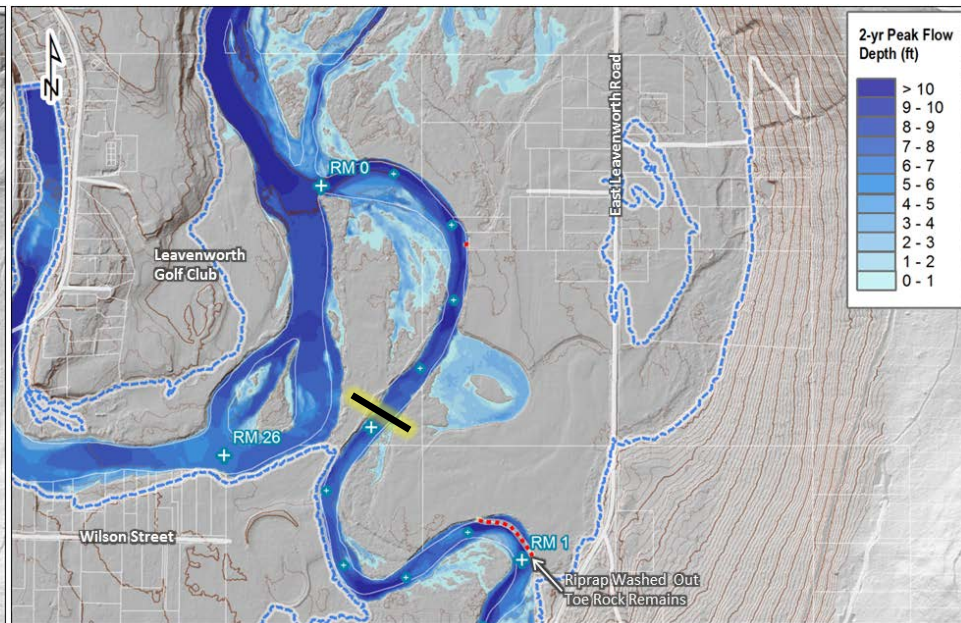 N
2-yr Peak Flow
Depth (ft)
> 10
9 - 10
8 - 9
7 - 8
6 - 7
5 - 6
4 - 5
3 - 4
2 - 3
1 - 2
0 - 1
East Leavenworth Road
RM 0
Leavenworth
Golf Club
RM 26
Wilson Street
RM 1
Riprap Washed Out
Toe Rock Remains